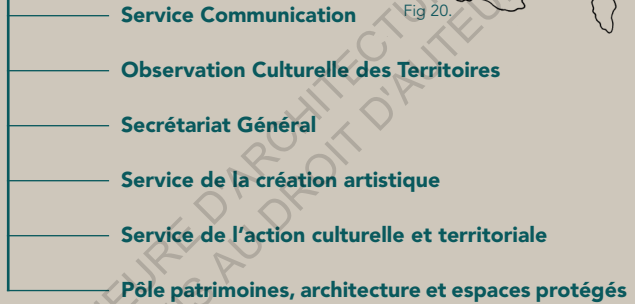 Service Communication
Fig 20.
Observation Culturelle des Territoires
Secrétariat Général
Service de la création artistique
Service de l'action culturelle et territoriale
Pôle patrimoines, architecture et espaces protégés